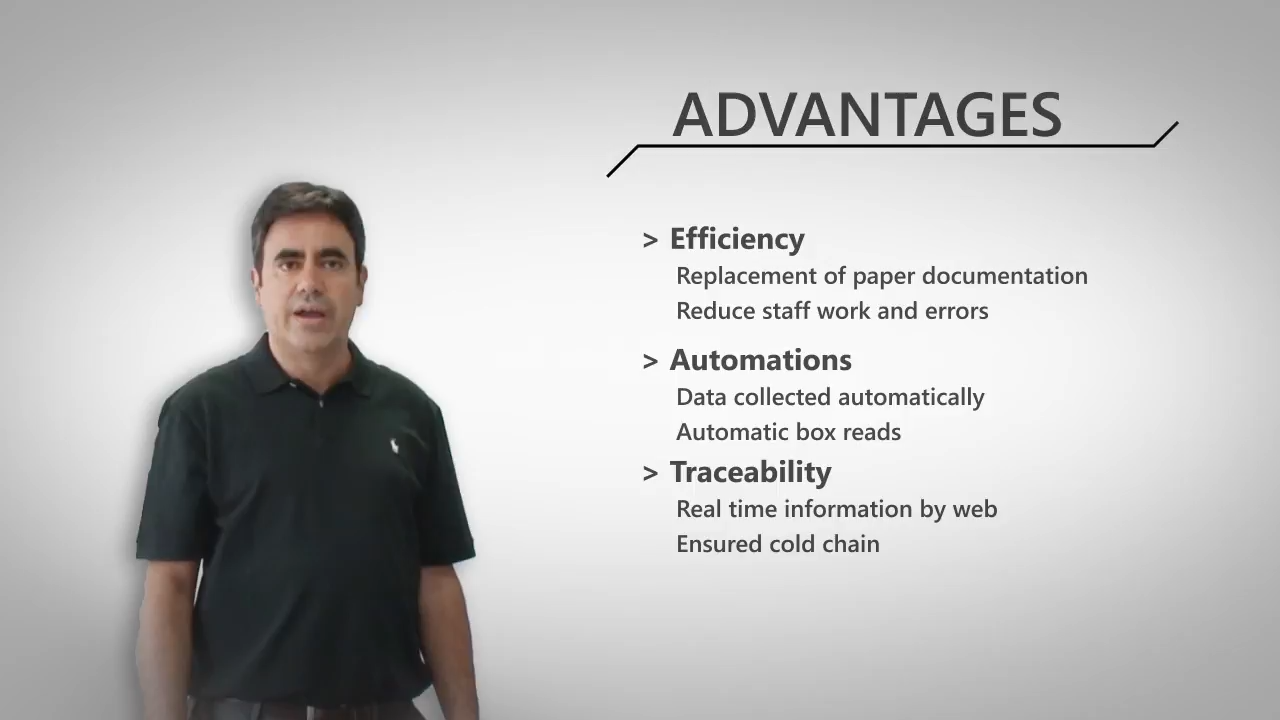 ADVANTAGES
> Efficiency
Replacement of paper documentation
Reduce staff work and errors
> Automations
Data collected automatically
Automatic box reads
> Traceability
Real time information by web
Ensured cold chain